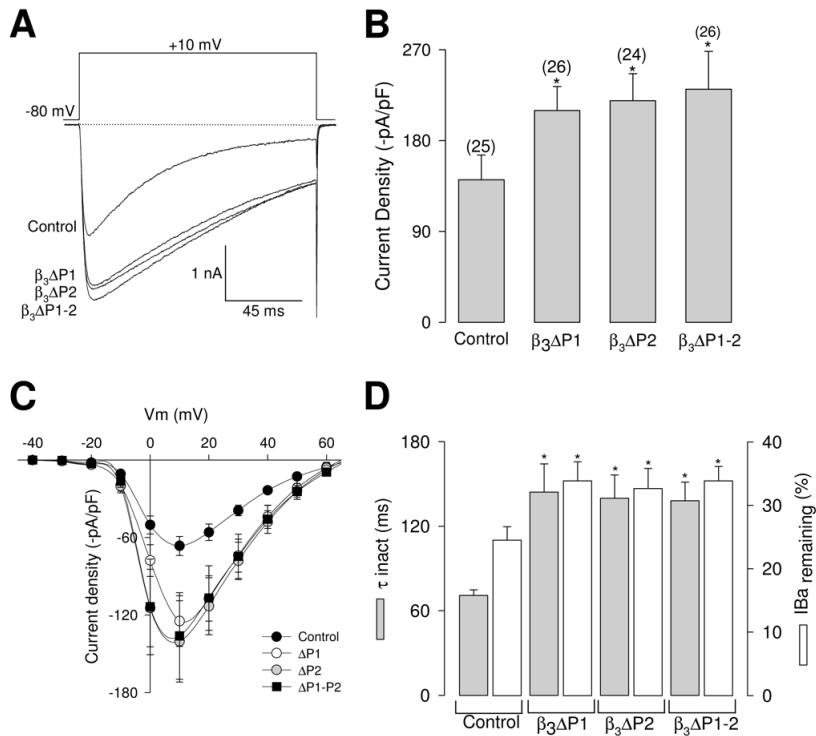 A
+10 mV
-80 mV
Control
β3ΔP1
β3ΔP2
β3ΔP1-2
1 nA
45 ms
B
Current Density (-pA/pF)
270
180
90
0
(25)
(26)
*
(24)
*
(26)
*
Control
β3ΔP1
β3ΔP2
β3ΔP1-2
C
Vm (mV)
-40 -20 0 20 40 60
Current density (-pA/pF)
-60
-120
-180
Control
ΔP1
ΔP2
ΔP1-P2
D
τ inact (ms)
180
120
60
0
* * * * * *
40
30
20
10
0
IBa remaining (%)
Control
β3ΔP1
β3ΔP2
β3ΔP1-2